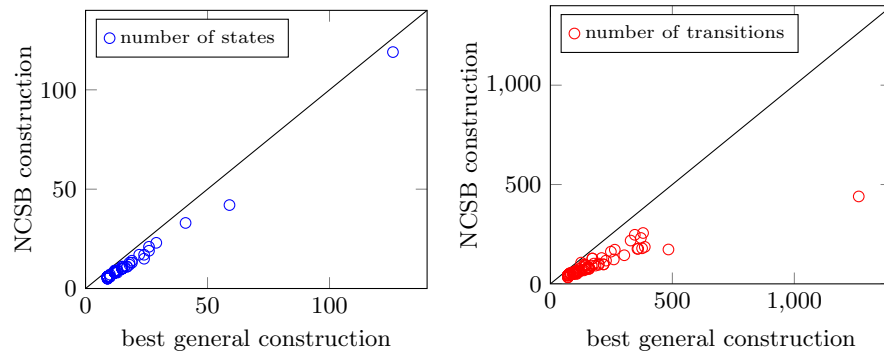 number of states
100
50
0
0
50
100
NCSB construction
best general construction
number of transitions
1,000
500
0
0
500
1,000
NCSB construction
best general construction